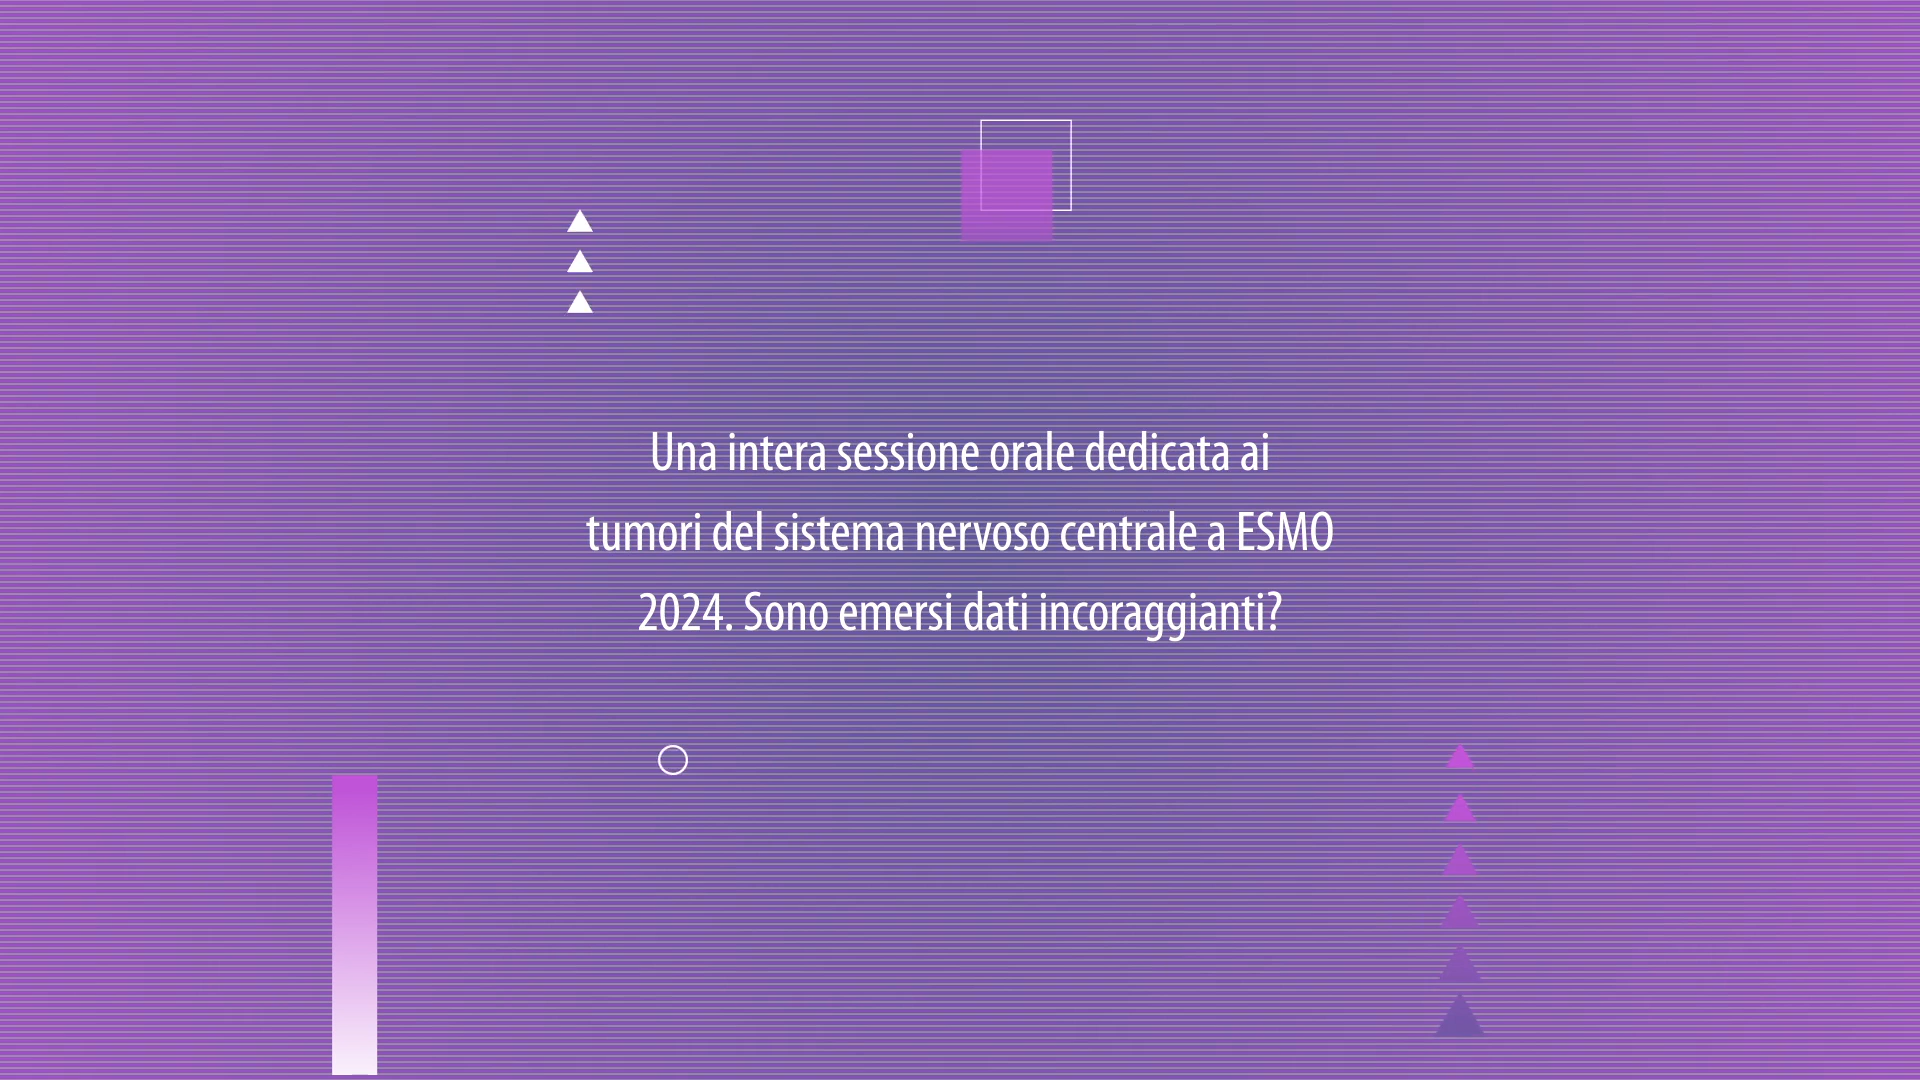 Una intera sessione orale dedicata ai
tumori del sistema nervoso centrale a ESMO
2024. Sono emersi dati incoraggianti?